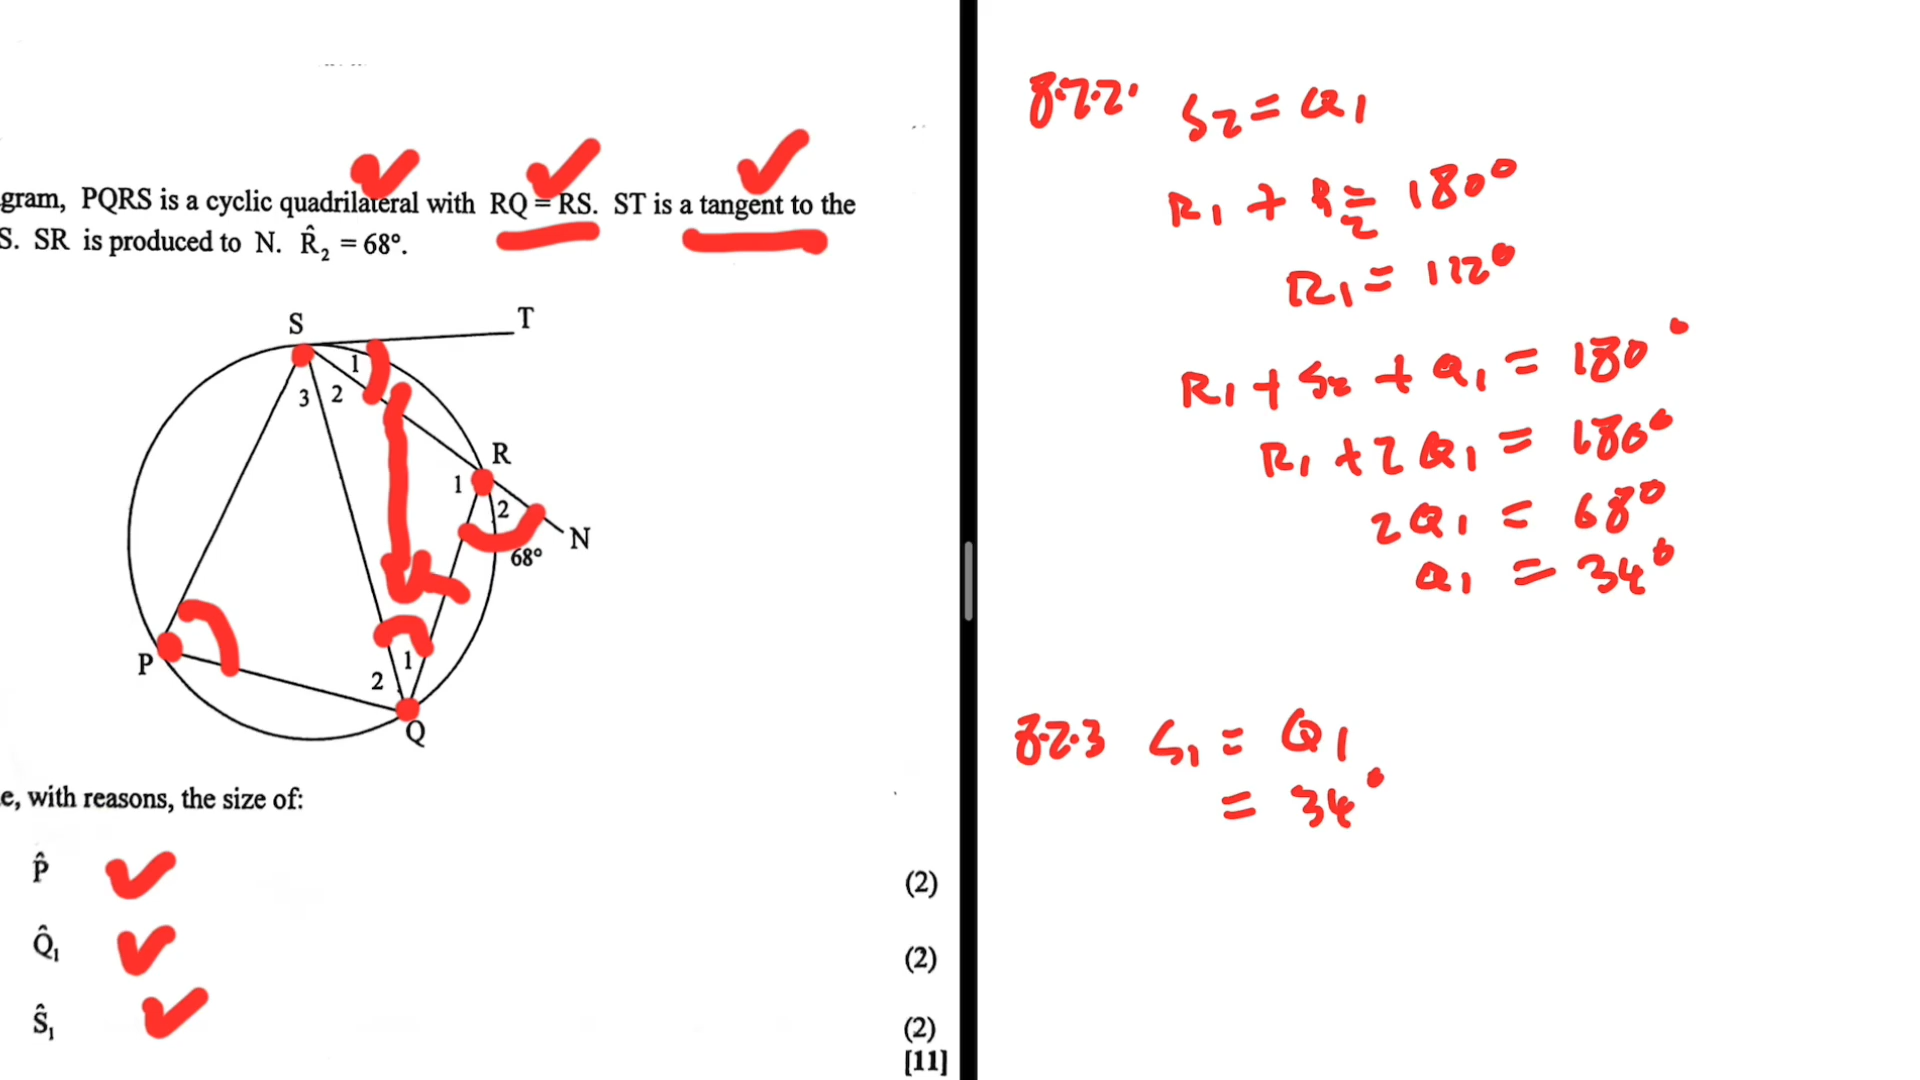 gram, PQRS is a cyclic quadrilateral with RQ = RS. ST is a tangent to the
S. SR is produced to N. R̂₂ = 68°.
S
T
1
3
2
R
1
2
N
68°
P
1
2
Q
e, with reasons, the size of:
P̂ (2)
Q̂₁ (2)
Ŝ₁ (2)
[11]
8.2.2. S2 = Q1
R1 + R2 = 180°
R1 = 112°
R1 + S2 + Q1 = 180°
R1 + 2Q1 = 180°
2Q1 = 68°
Q1 = 34°
8.2.3 S1 = Q1
= 34°